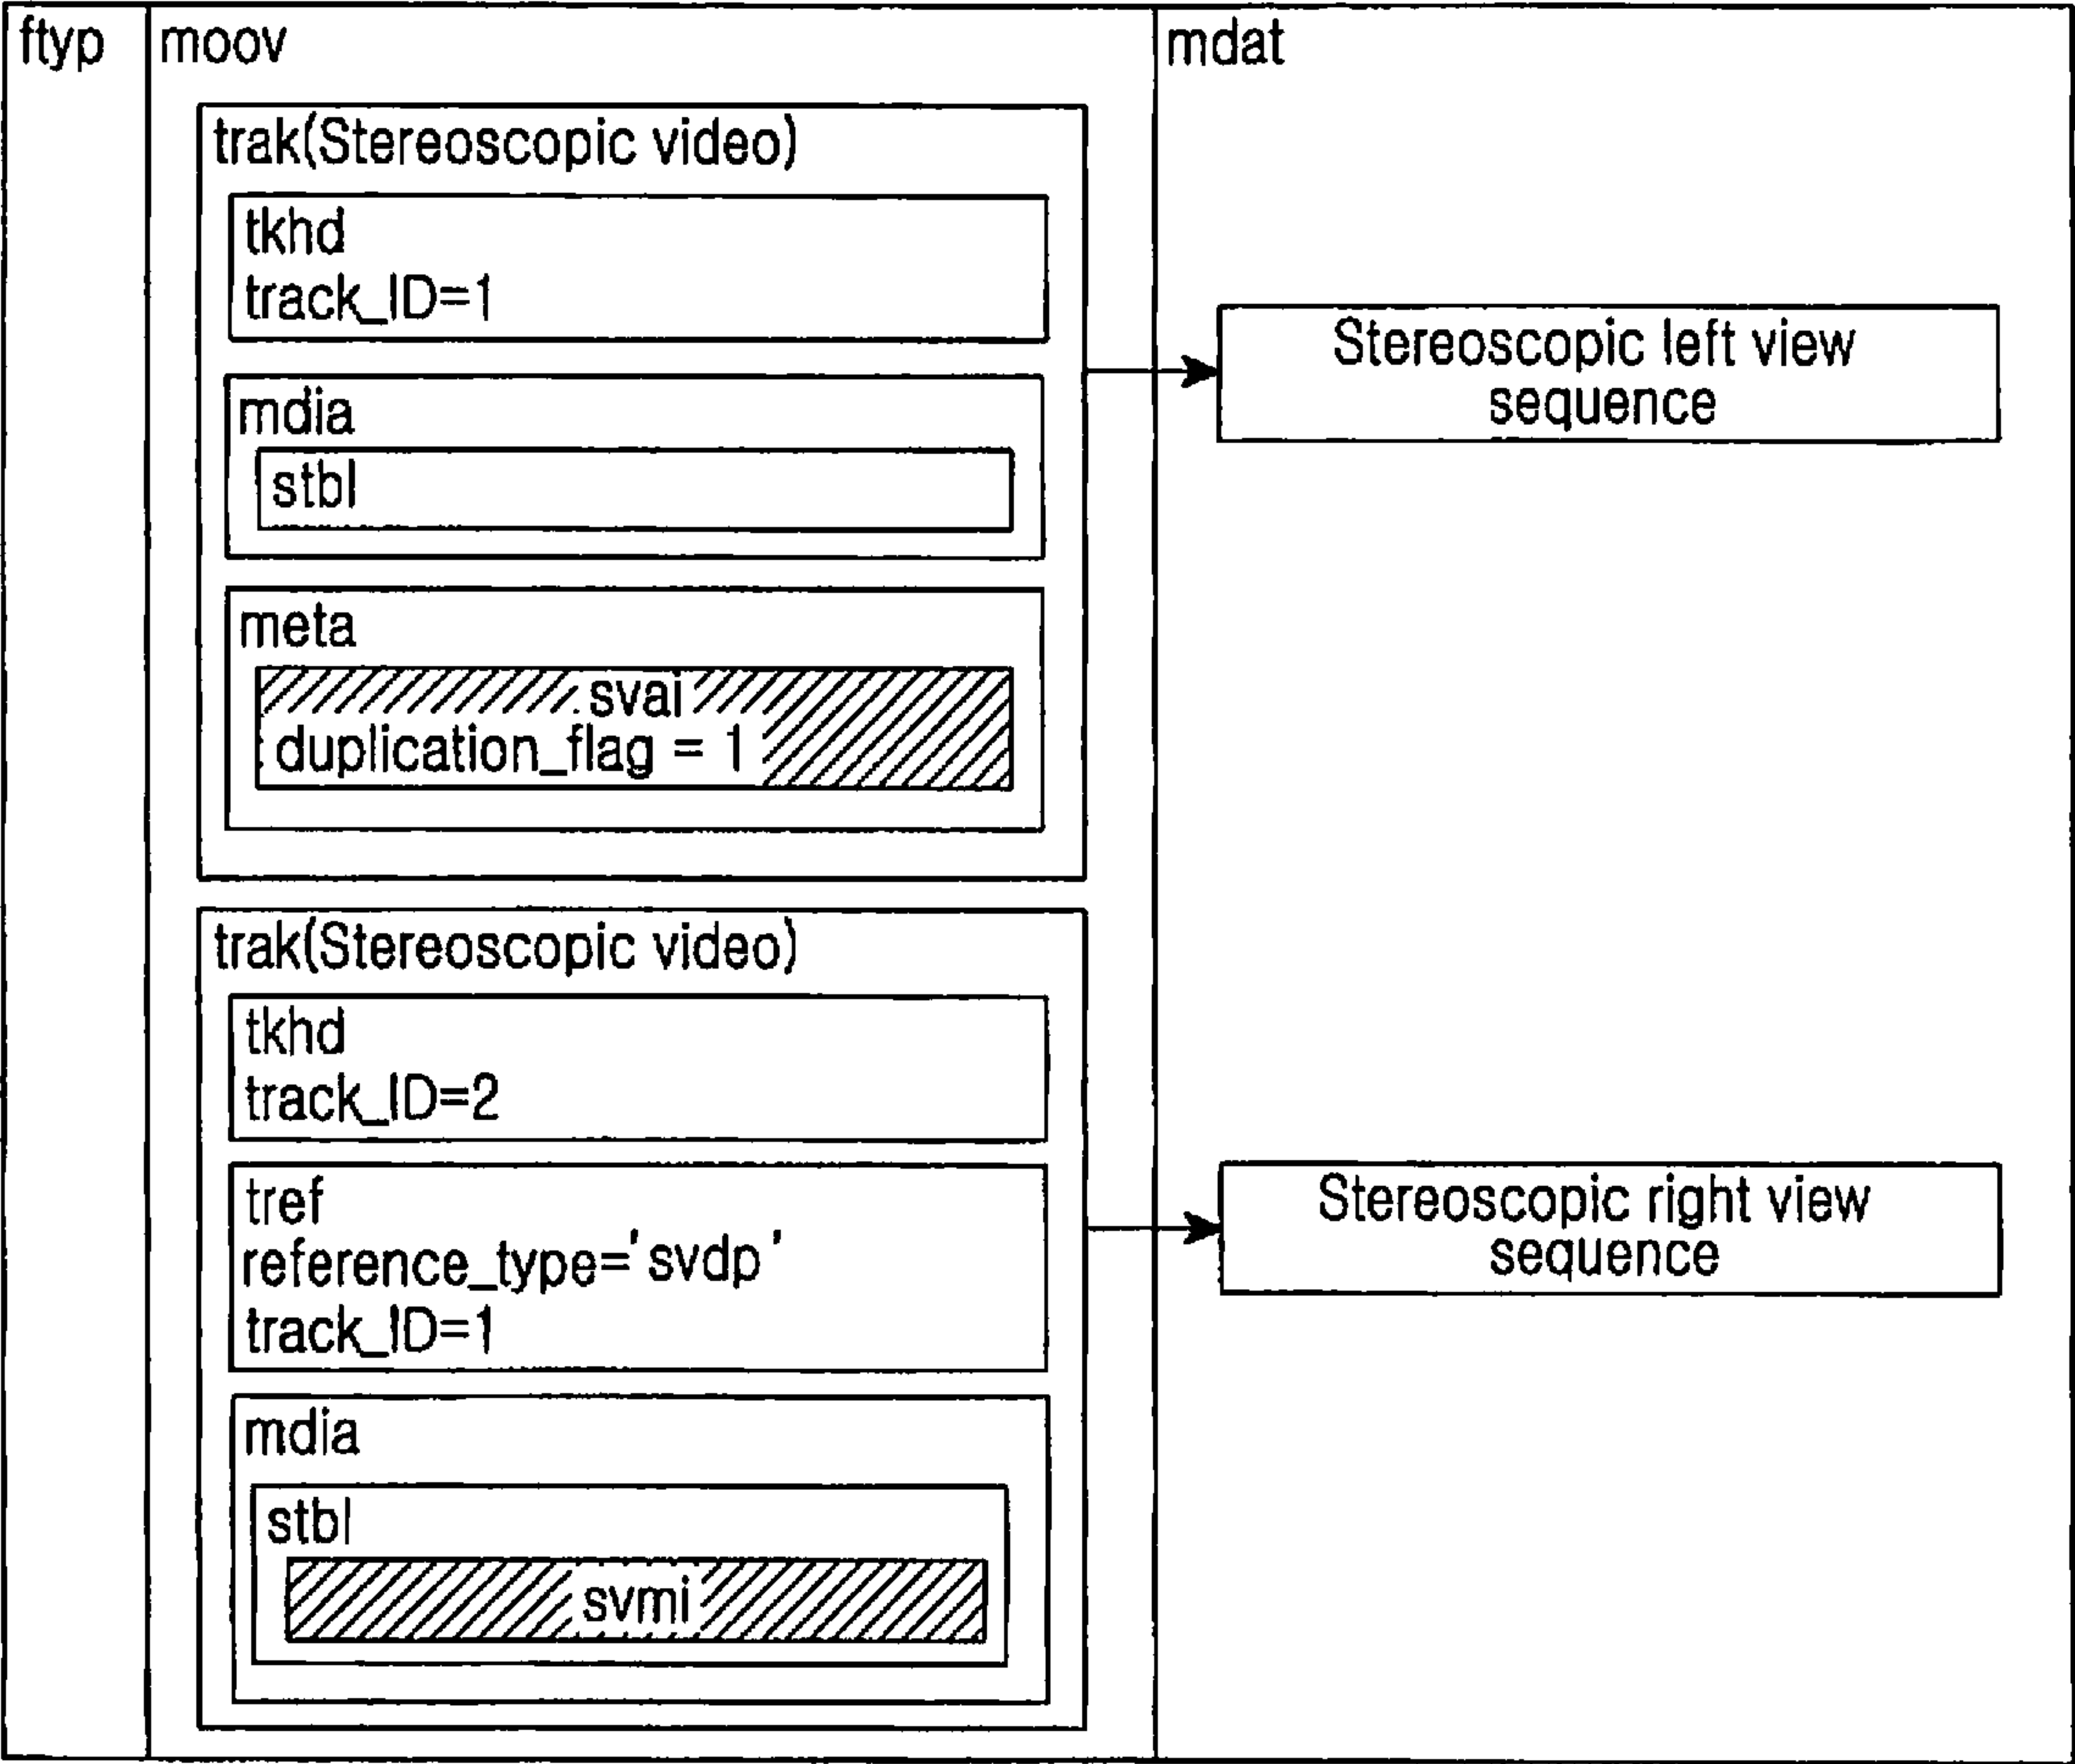 ftyp
moov
mdat
trak(Stereoscopic video)
tkhd
track_ID=1
mdia
stbl
meta
svai
duplication_flag = 1
Stereoscopic left view
sequence
trak(Stereoscopic video)
tkhd
track_ID=2
tref
reference_type='svdp'
track_ID=1
mdia
stbl
svmi
Stereoscopic right view
sequence